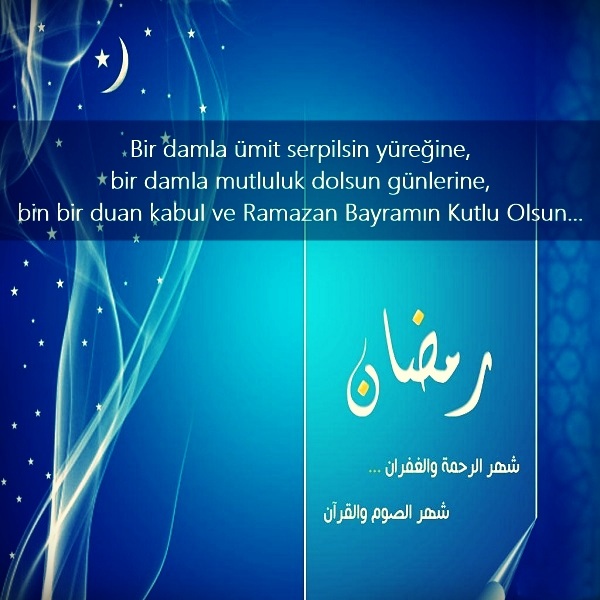 Bir damla ümit serpilsin yüreğine,
bir damla mutluluk dolsun günlerine,
bin bir duan kabul ve Ramazan Bayramın Kutlu Olsun...
رمضان
شهر الرحمة والغفران ...
شهر الصوم والقرآن